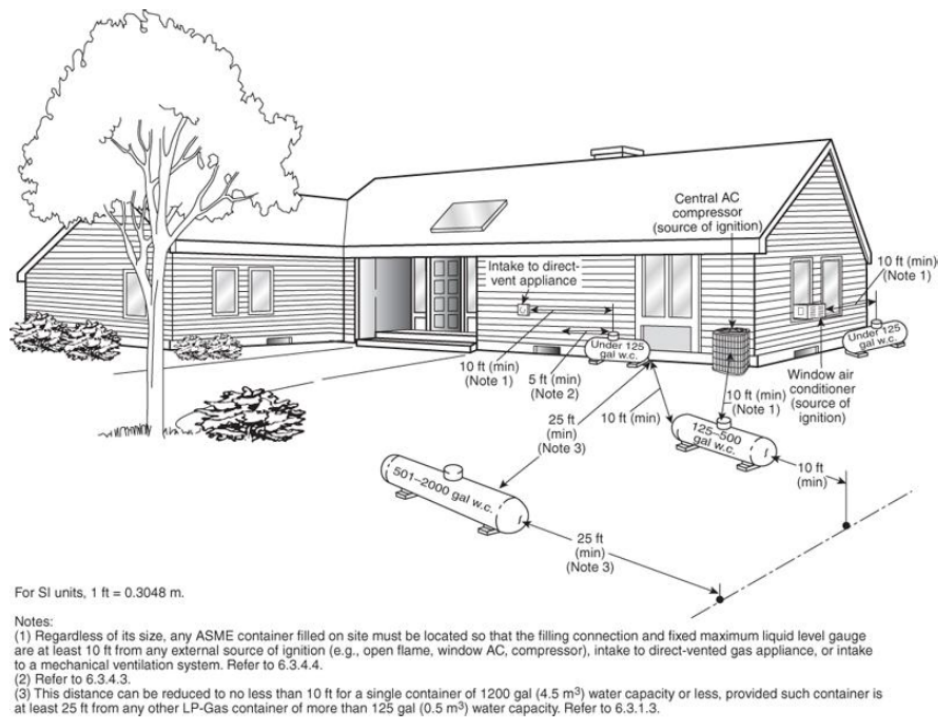 Central AC
compressor
(source of ignition)
10 ft (min)
(Note 1)
Intake to direct-
vent appliance
Under 125
gal w.c.
Under 125
gal w.c.
10 ft (min)
(Note 1)
5 ft (min)
(Note 2)
Window air
conditioner
(source of
ignition)
10 ft (min)
(Note 1)
25 ft
(min)
(Note 3)
10 ft (min)
125–500
gal w.c.
10 ft
(min)
501–2000 gal w.c.
25 ft
(min)
(Note 3)
For SI units, 1 ft = 0.3048 m.
Notes:
(1) Regardless of its size, any ASME container filled on site must be located so that the filling connection and fixed maximum liquid level gauge
are at least 10 ft from any external source of ignition (e.g., open flame, window AC, compressor), intake to direct-vented gas appliance, or intake
to a mechanical ventilation system. Refer to 6.3.4.4.
(2) Refer to 6.3.4.3.
(3) This distance can be reduced to no less than 10 ft for a single container of 1200 gal (4.5 m³) water capacity or less, provided such container is
at least 25 ft from any other LP-Gas container of more than 125 gal (0.5 m³) water capacity. Refer to 6.3.1.3.